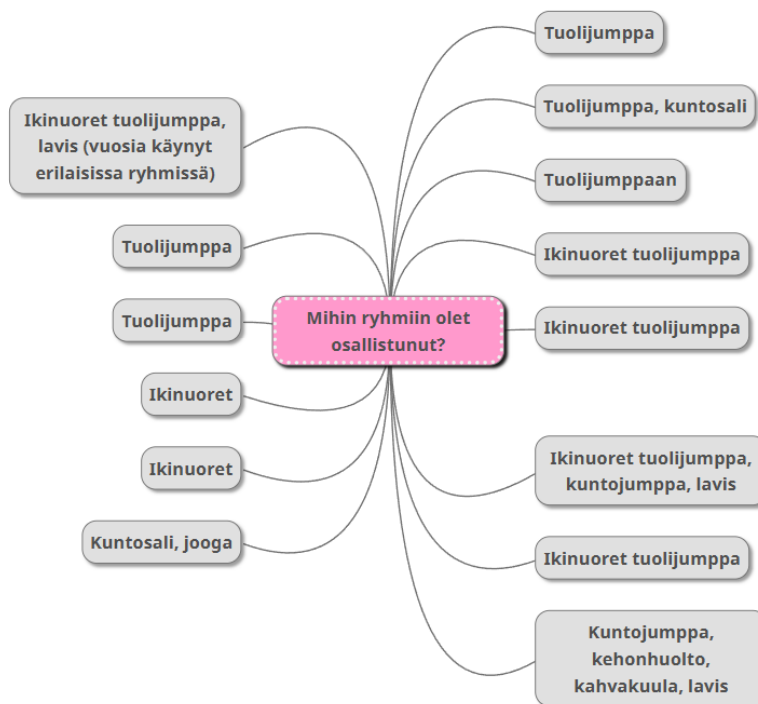 Mihin ryhmiin olet
osallistunut?
Tuolijumppa
Tuolijumppa, kuntosali
Tuolijumppaan
Ikinuoret tuolijumppa
Ikinuoret tuolijumppa
Ikinuoret tuolijumppa,
kuntojumppa, lavis
Ikinuoret tuolijumppa
Kuntojumppa,
kehonhuolto,
kahvakuula, lavis
Ikinuoret tuolijumppa,
lavis (vuosia käynyt
erilaisissa ryhmissä)
Tuolijumppa
Tuolijumppa
Ikinuoret
Ikinuoret
Kuntosali, jooga